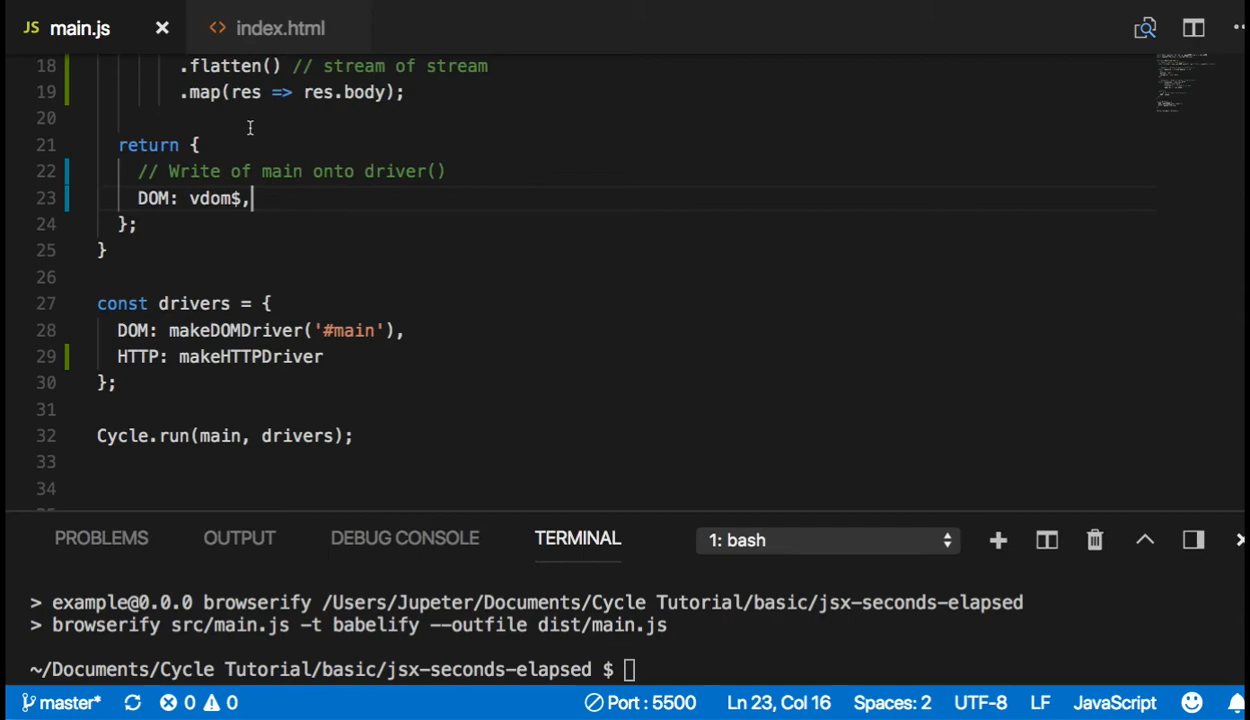 JS main.js × <> index.html
18 .flatten() // stream of stream
19 .map(res => res.body);
20
21 return {
22 // Write of main onto driver()
23 DOM: vdom$,
24 };
25 }
26
27 const drivers = {
28 DOM: makeDOMDriver('#main'),
29 HTTP: makeHTTPDriver
30 };
31
32 Cycle.run(main, drivers);
33
34
PROBLEMS OUTPUT DEBUG CONSOLE TERMINAL 1: bash
> example@0.0.0 browserify /Users/Jupeter/Documents/Cycle Tutorial/basic/jsx-seconds-elapsed
> browserify src/main.js -t babelify --outfile dist/main.js
~/Documents/Cycle Tutorial/basic/jsx-seconds-elapsed $
master* 0 0 Port : 5500 Ln 23, Col 16 Spaces: 2 UTF-8 LF JavaScript